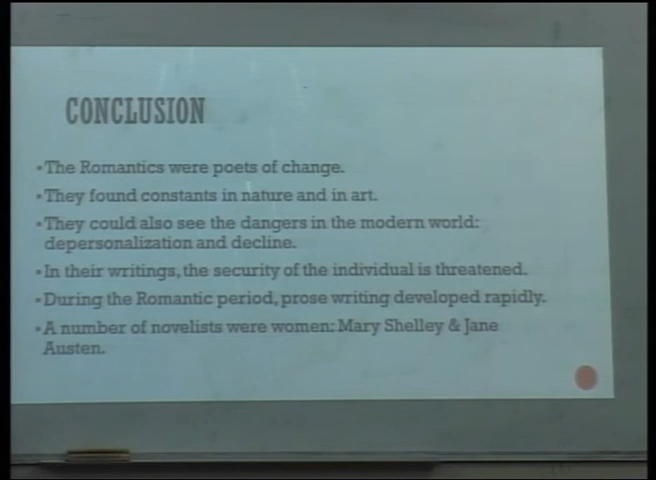 CONCLUSION
•The Romantics were poets of change.
•They found constants in nature and in art.
•They could also see the dangers in the modern world:
depersonalization and decline.
•In their writings, the security of the individual is threatened.
•During the Romantic period, prose writing developed rapidly.
•A number of novelists were women: Mary Shelley & Jane
Austen.